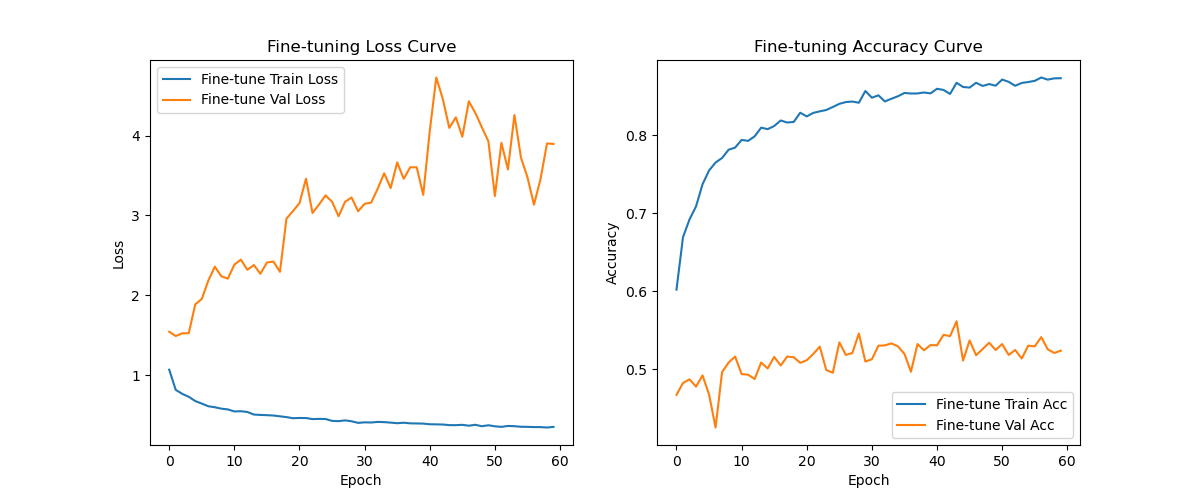 Fine-tuning Loss Curve
Fine-tune Train Loss
Fine-tune Val Loss
Loss
4
3
2
1
0
10
20
30
40
50
60
Epoch
Fine-tuning Accuracy Curve
Accuracy
0.8
0.7
0.6
0.5
Fine-tune Train Acc
Fine-tune Val Acc
0
10
20
30
40
50
60
Epoch